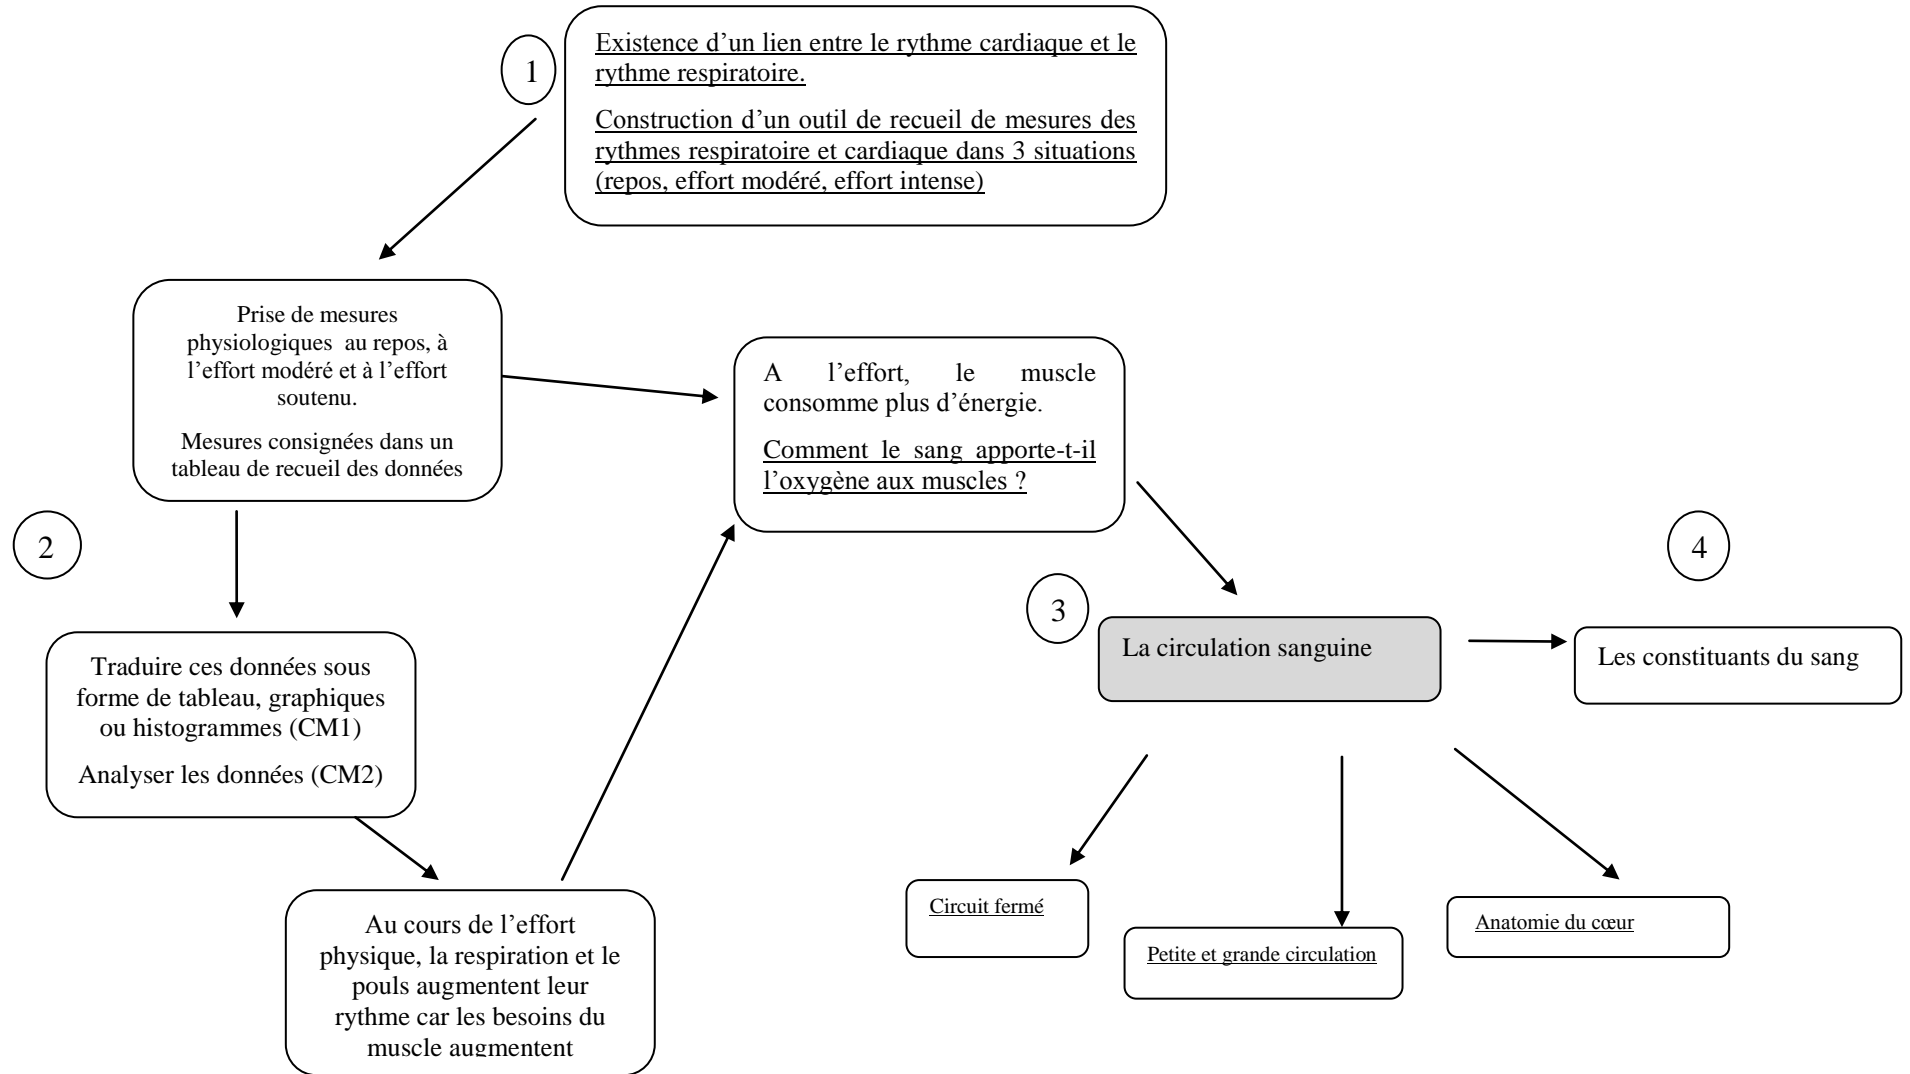 1
Existence d’un lien entre le rythme cardiaque et le
rythme respiratoire.
Construction d’un outil de recueil de mesures des
rythmes respiratoire et cardiaque dans 3 situations
(repos, effort modéré, effort intense)
Prise de mesures
physiologiques au repos, à
l’effort modéré et à l’effort
soutenu.
Mesures consignées dans un
tableau de recueil des données
A l’effort, le muscle
consomme plus d’énergie.
Comment le sang apporte-t-il
l’oxygène aux muscles ?
2
Traduire ces données sous
forme de tableau, graphiques
ou histogrammes (CM1)
Analyser les données (CM2)
Au cours de l’effort
physique, la respiration et le
pouls augmentent leur
rythme car les besoins du
muscle augmentent
3
La circulation sanguine
4
Les constituants du sang
Circuit fermé
Petite et grande circulation
Anatomie du cœur